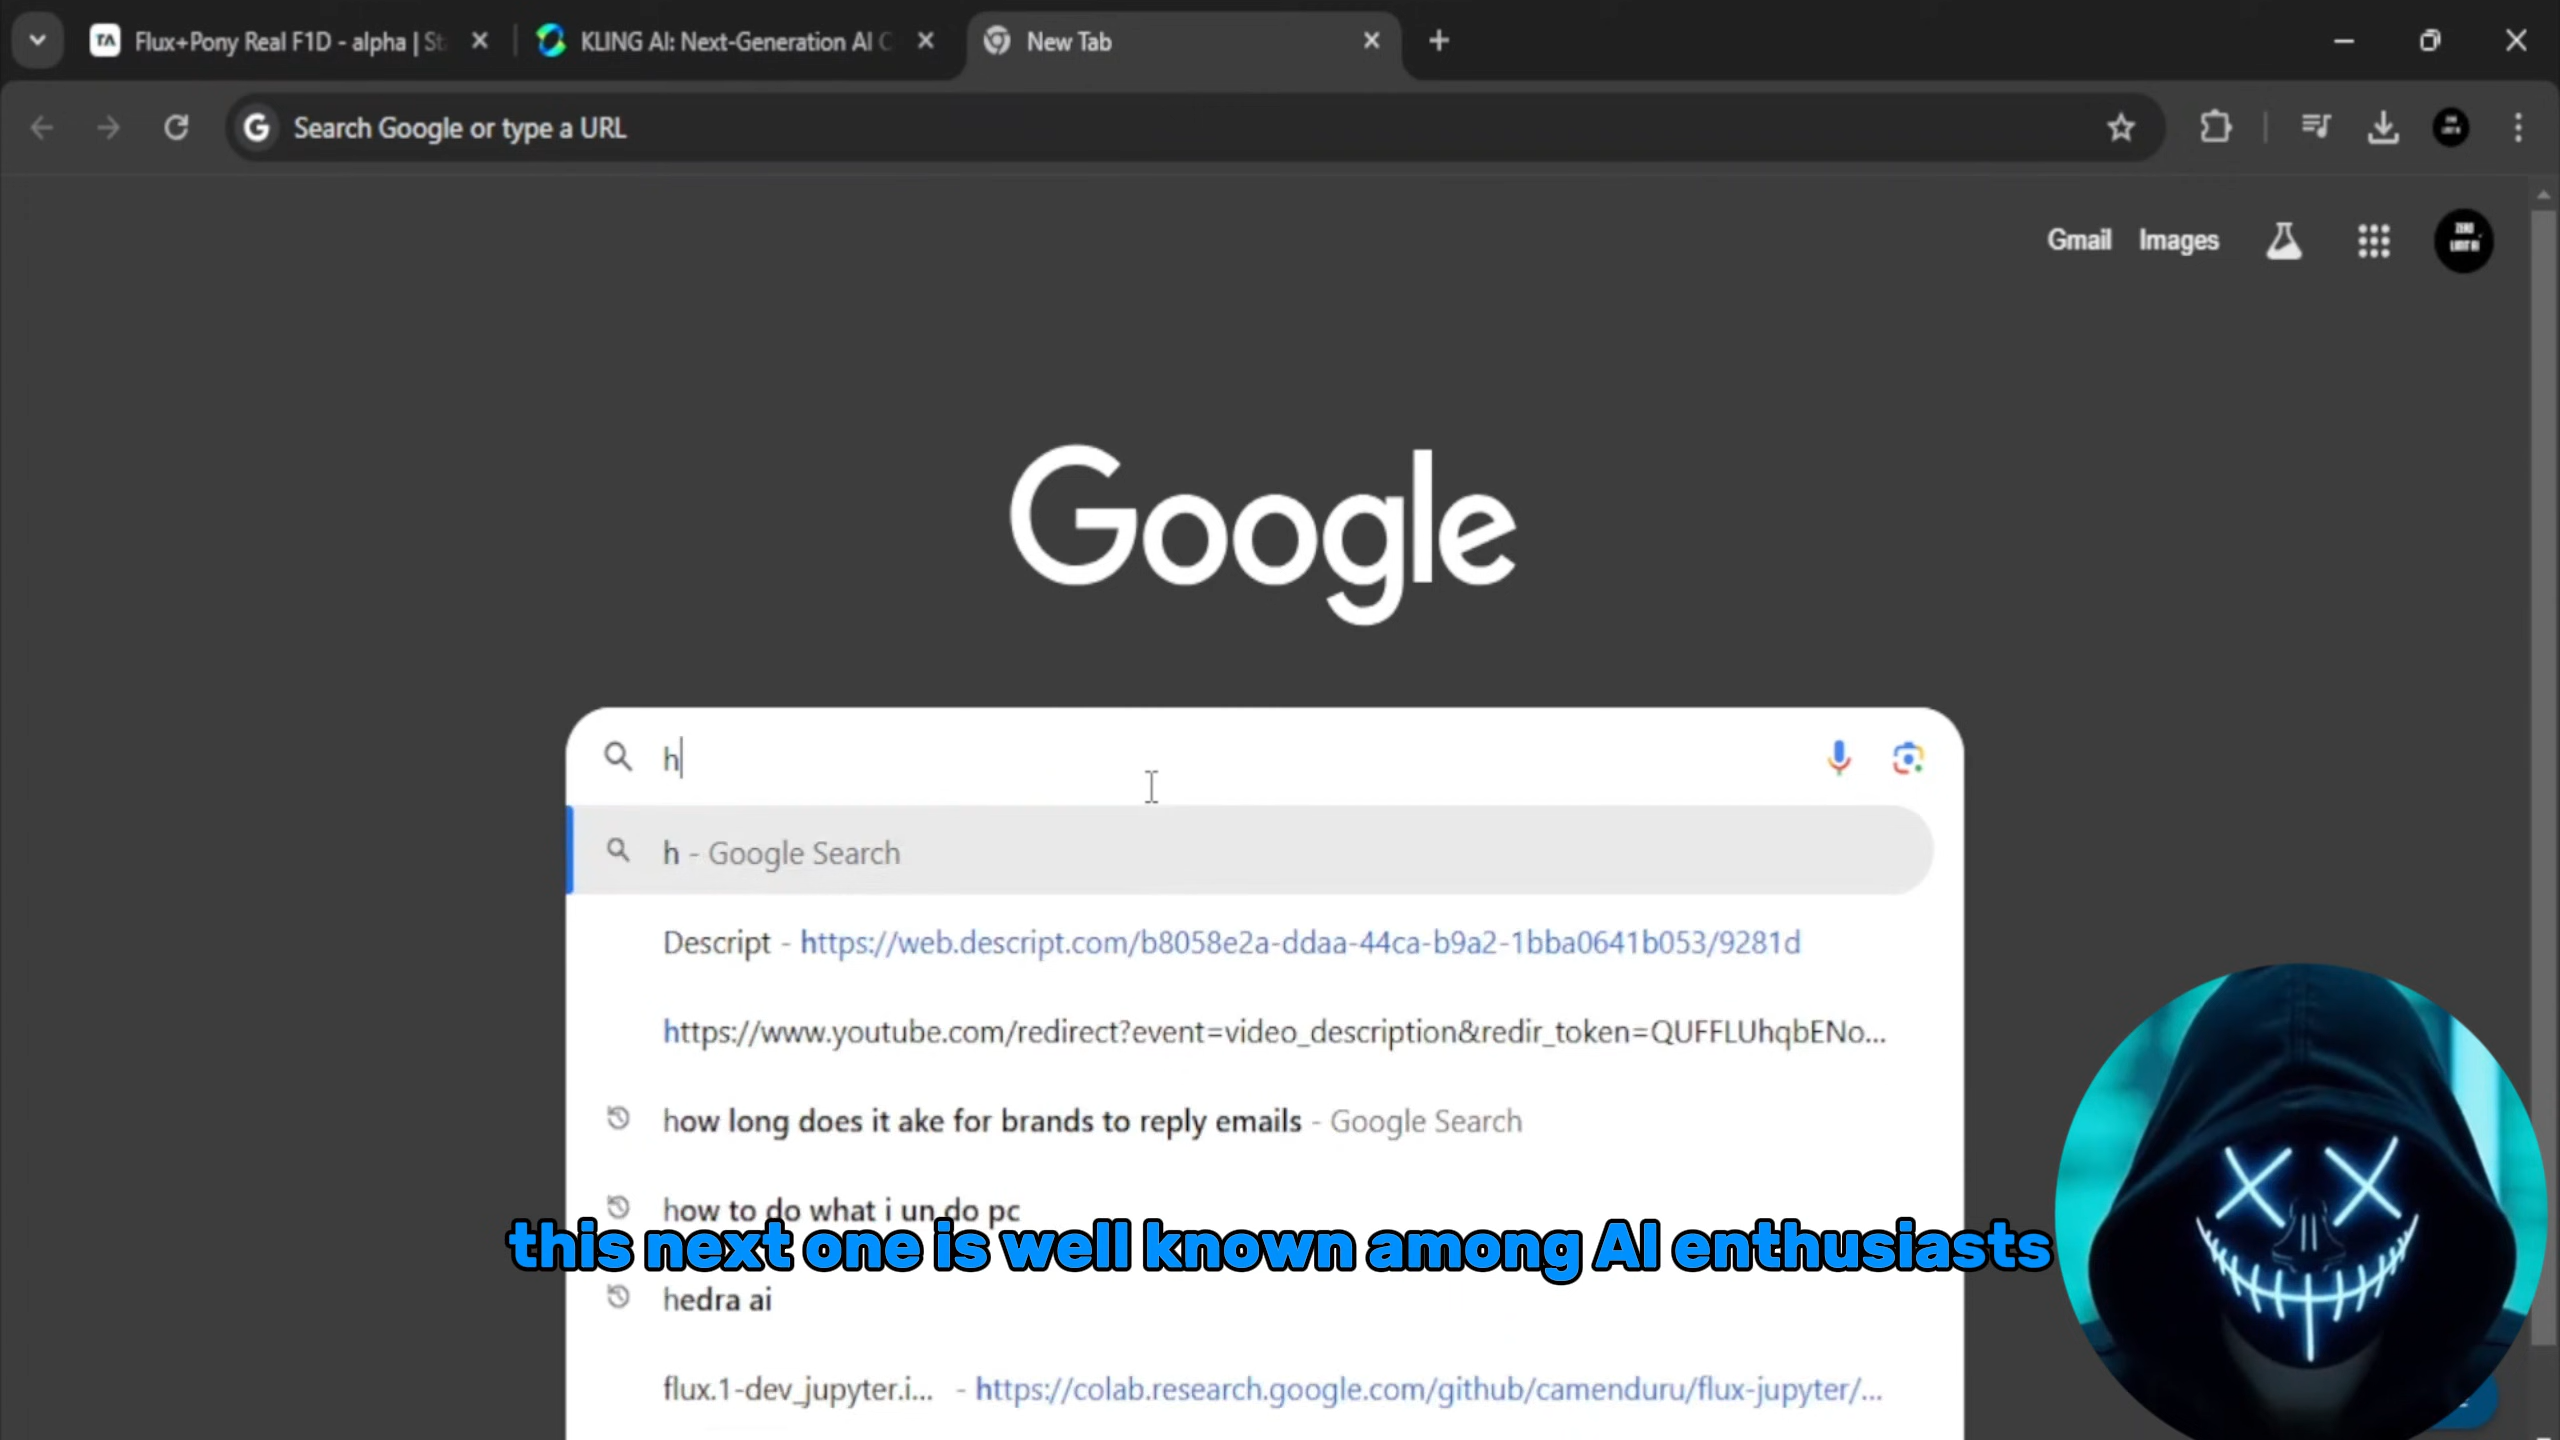 TA Flux+Pony Real F1D - alpha | St
KLING AI: Next-Generation AI C
New Tab
Search Google or type a URL
Gmail Images
ZERO
Google
h
h - Google Search
Descript - https://web.descript.com/b8058e2a-ddaa-44ca-b9a2-1bba0641b053/9281d
https://www.youtube.com/redirect?event=video_description&redir_token=QUFFLUhqbENo...
how long does it ake for brands to reply emails - Google Search
how to do what i un do pc
this next one is well known among AI enthusiasts
hedra ai
flux.1-dev_jupyter.i... - https://colab.research.google.com/github/camenduru/flux-jupyter/...